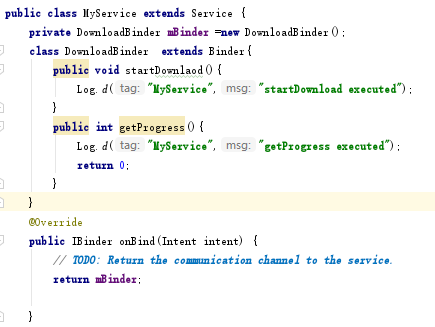 public class MyService extends Service {
private DownloadBinder mBinder =new DownloadBinder();
class DownloadBinder  extends Binder{
public void startDownlaod(){
Log.d( tag: "MyService", msg: "startDownload executed");
}
public int getProgress(){
Log.d( tag: "MyService", msg: "getProgress executed");
return 0;
}
}
@Override
public IBinder onBind(Intent intent) {
// TODO: Return the communication channel to the service.
return mBinder;
}